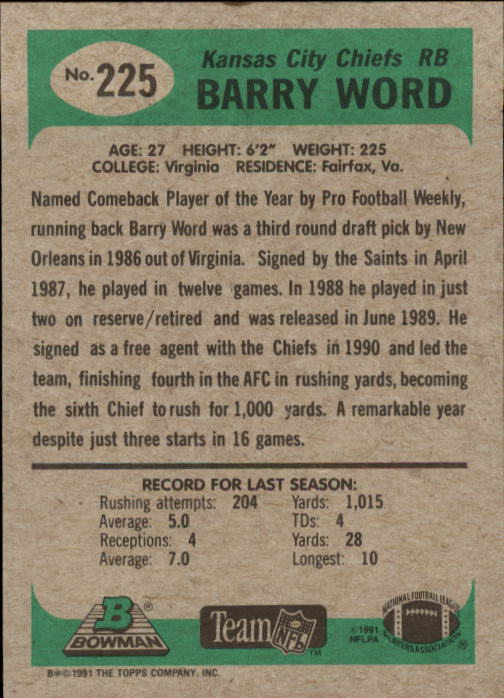 No. 225
Kansas City Chiefs RB
BARRY WORD
AGE: 27 HEIGHT: 6'2" WEIGHT: 225
COLLEGE: Virginia RESIDENCE: Fairfax, Va.
Named Comeback Player of the Year by Pro Football Weekly,
running back Barry Word was a third round draft pick by New
Orleans in 1986 out of Virginia. Signed by the Saints in April
1987, he played in twelve games. In 1988 he played in just
two on reserve/retired and was released in June 1989. He
signed as a free agent with the Chiefs in 1990 and led the
team, finishing fourth in the AFC in rushing yards, becoming
the sixth Chief to rush for 1,000 yards. A remarkable year
despite just three starts in 16 games.
RECORD FOR LAST SEASON:
Rushing attempts: 204 Yards: 1,015
Average: 5.0 TDs: 4
Receptions: 4 Yards: 28
Average: 7.0 Longest: 10
B ®
BOWMAN
Team NFL ™
©1991
NFLPA
NATIONAL FOOTBALL LEAGUE
PLAYERS ASSOCIATION ®
B*©1991 THE TOPPS COMPANY, INC.